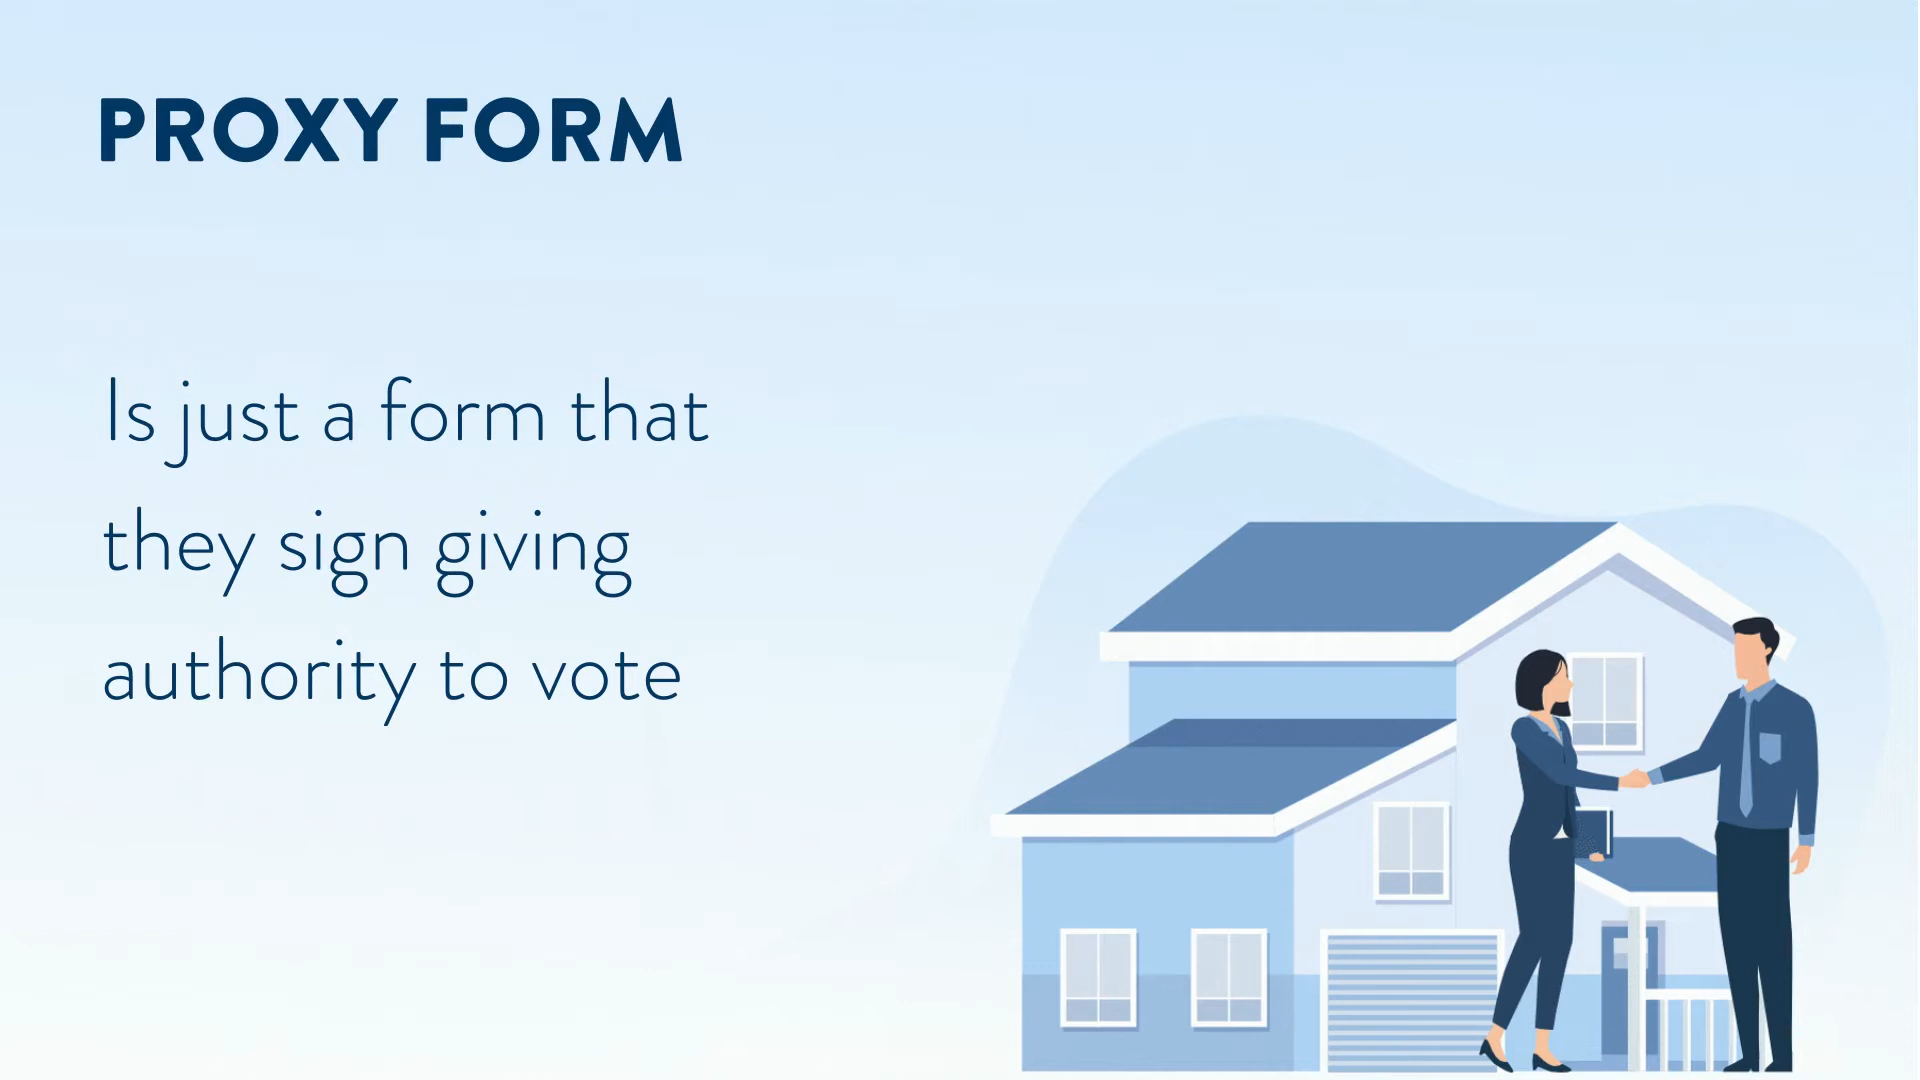 PROXY FORM
Is just a form that
they sign giving
authority to vote